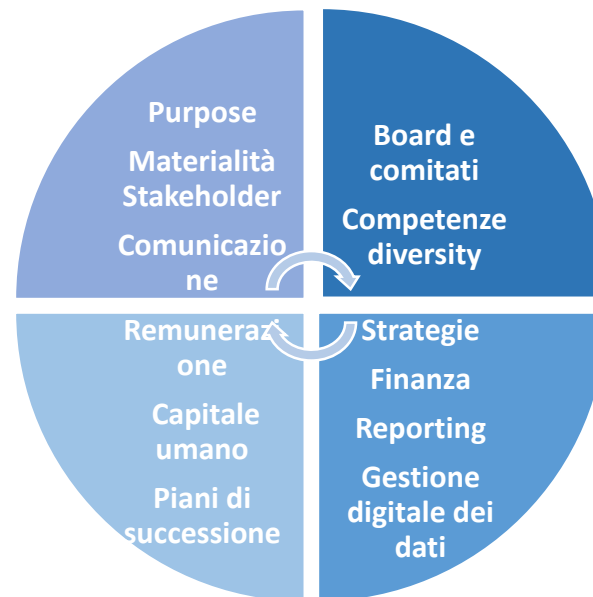 Purpose
Materialità
Stakeholder
Comunicazio
ne
Board e
comitati
Competenze
diversity
Remunerazi
one
Capitale
umano
Piani di
successione
Strategie
Finanza
Reporting
Gestione
digitale dei
dati